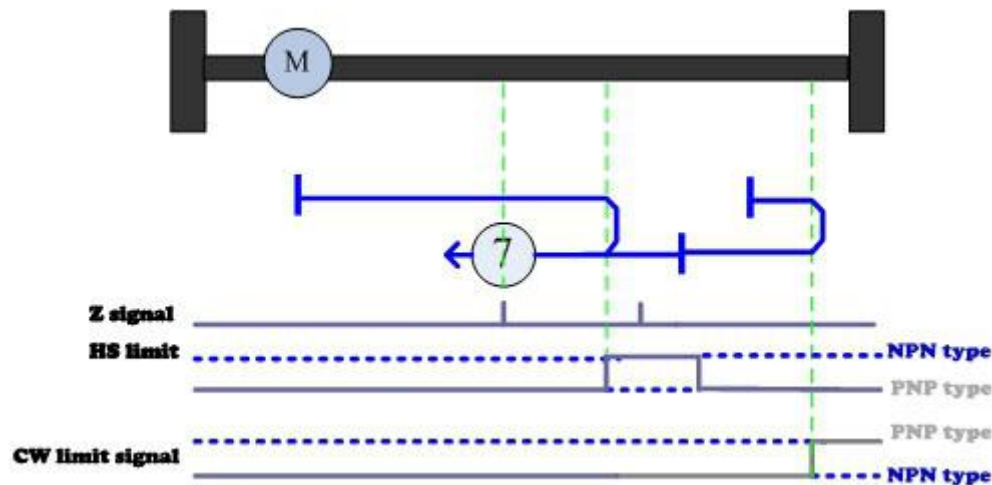 M
7
Z signal
HS limit
NPN type
PNP type
PNP type
CW limit signal
NPN type